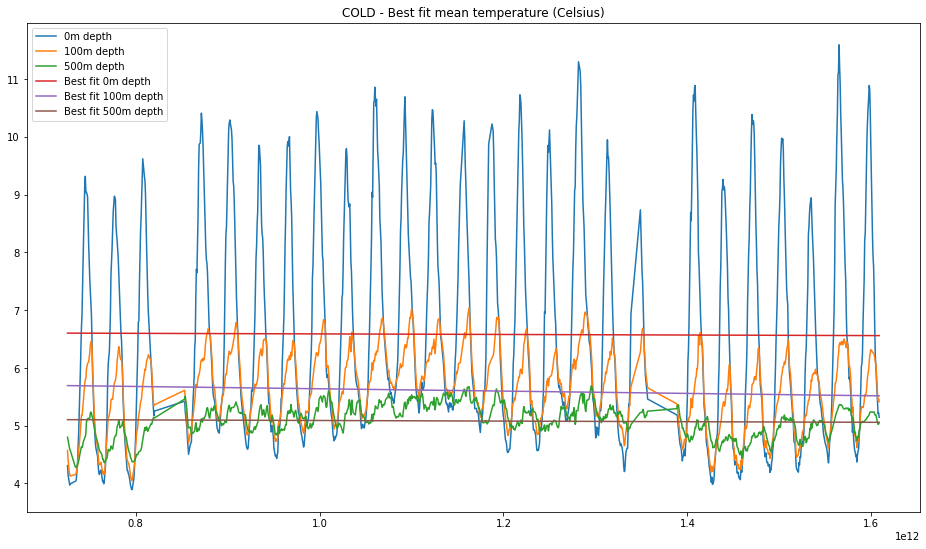 COLD - Best fit mean temperature (Celsius)
0m depth
100m depth
500m depth
Best fit 0m depth
Best fit 100m depth
Best fit 500m depth
11
10
9
8
7
6
5
4
0.8
1.0
1.2
1.4
1.6
1e12